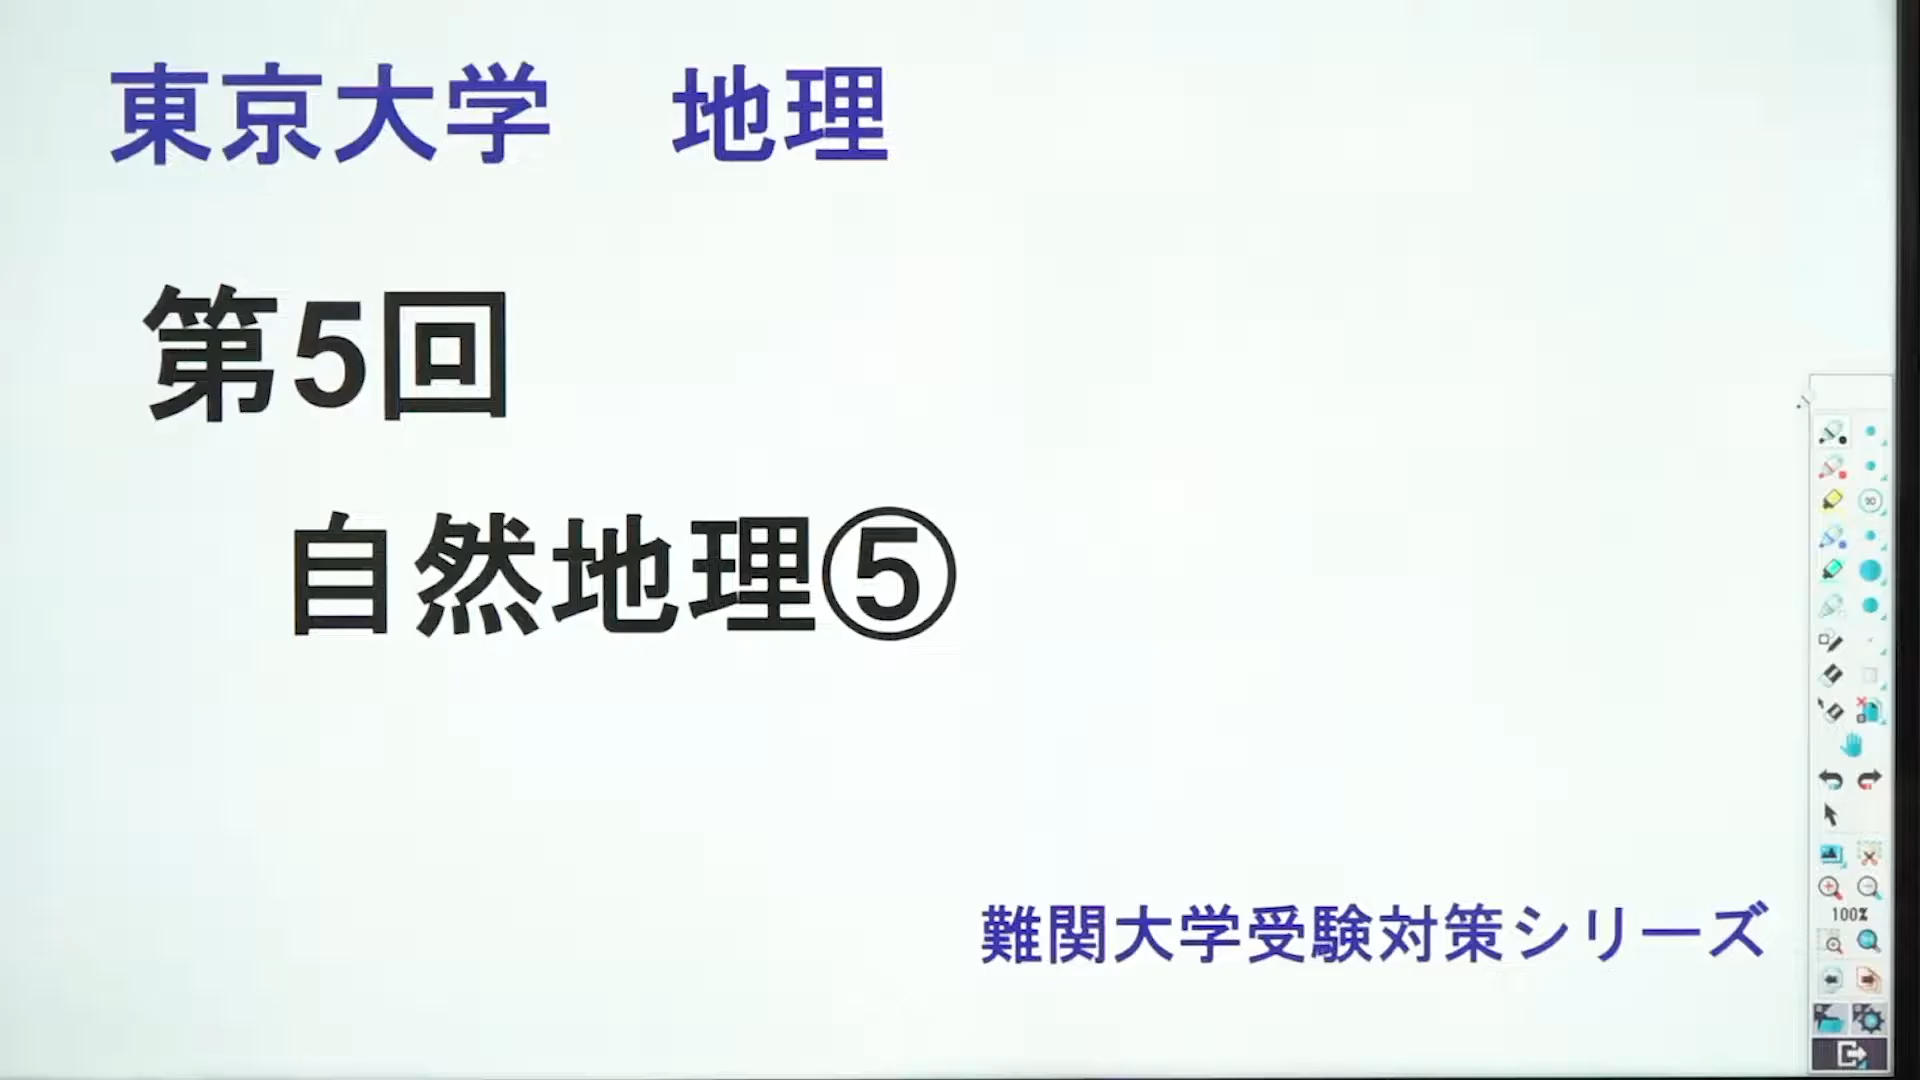 東京大学　地理
第5回
自然地理⑤
難関大学受験対策シリーズ
100%